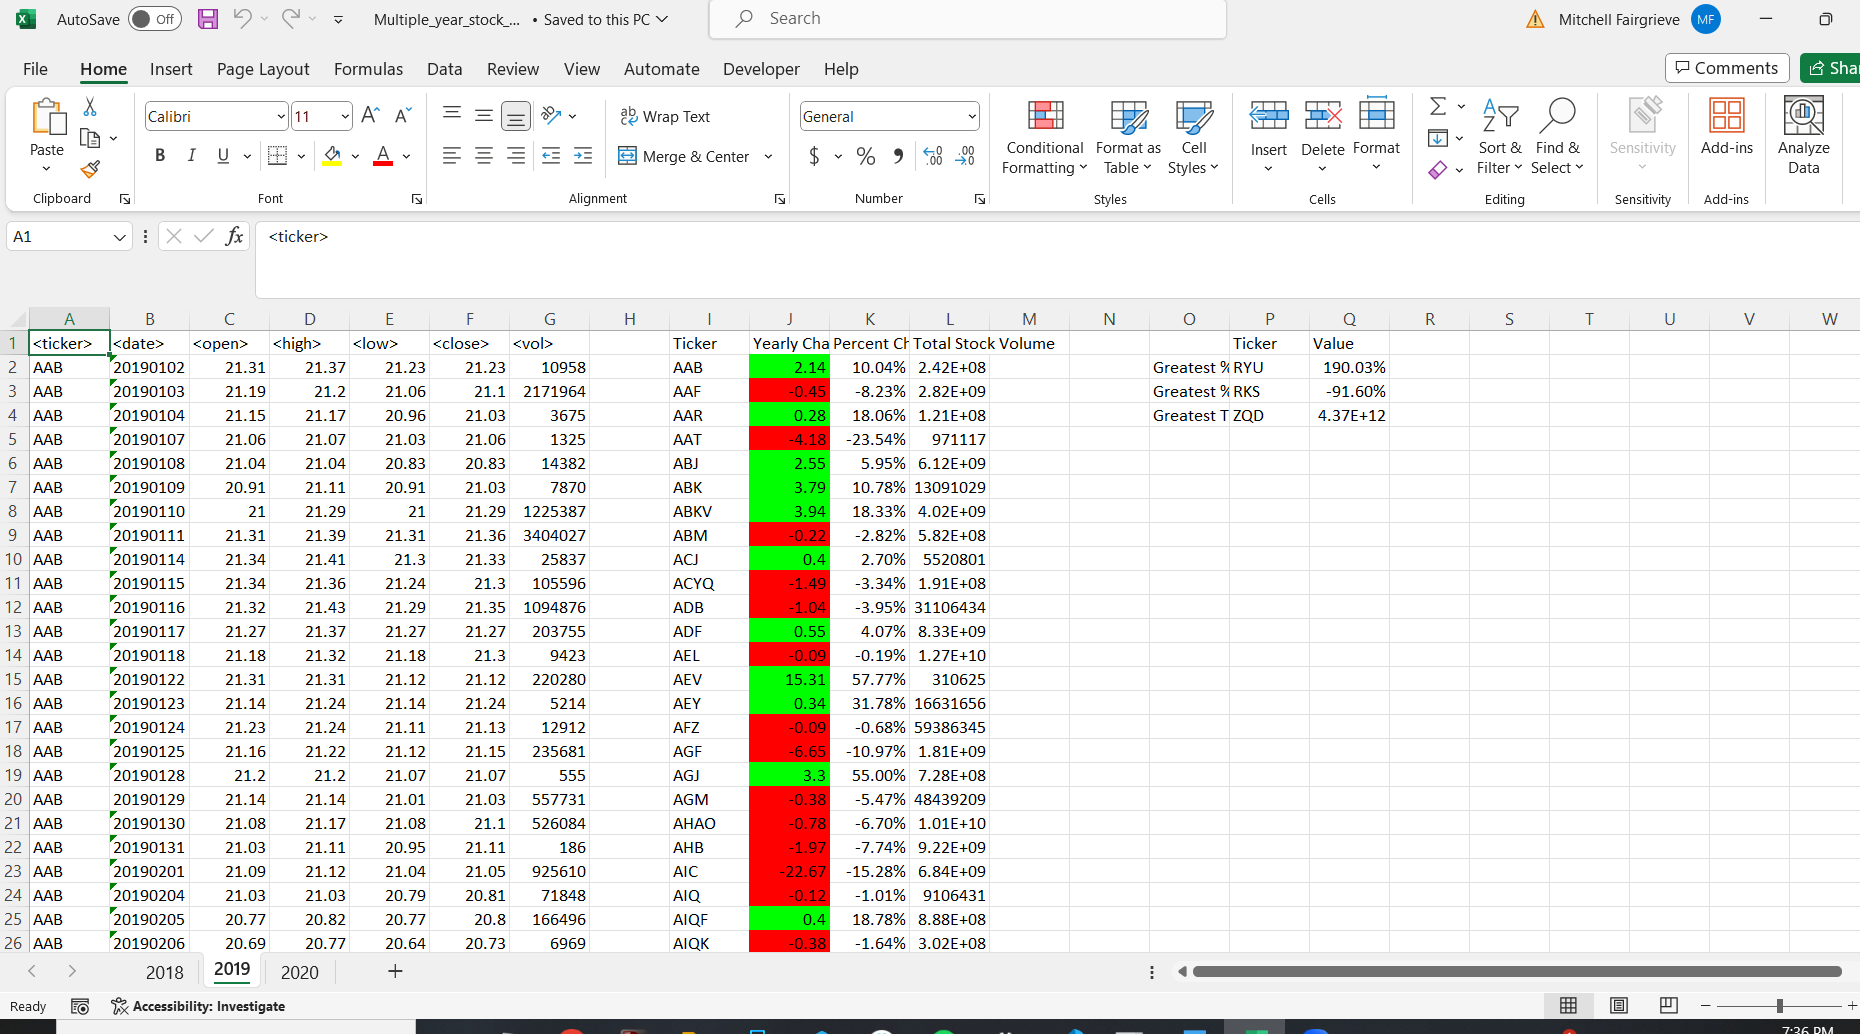 AutoSave Off Multiple_year_stock_... • Saved to this PC Search Mitchell Fairgrieve MF
File Home Insert Page Layout Formulas Data Review View Automate Developer Help Comments Shar
Calibri 11 A A ab Wrap Text General Conditional Formatting Format as Table Cell Styles Insert Delete Format Sort & Filter Find & Select Sensitivity Add-ins Analyze Data
Paste B I U A Merge & Center $ % .00
Clipboard Font Alignment Number Styles Cells Editing Sensitivity Add-ins
A1 fx <ticker>
A B C D E F G H I J K L M N O P Q R S T U V W
1 <ticker> <date> <open> <high> <low> <close> <vol> Ticker Yearly Cha Percent Ch Total Stock Volume Ticker Value
2 AAB 20190102 21.31 21.37 21.23 21.23 10958 AAB 2.14 10.04% 2.42E+08 Greatest % RYU 190.03%
3 AAB 20190103 21.19 21.2 21.06 21.1 2171964 AAF -0.45 -8.23% 2.82E+09 Greatest % RKS -91.60%
4 AAB 20190104 21.15 21.17 20.96 21.03 3675 AAR 0.28 18.06% 1.21E+08 Greatest T ZQD 4.37E+12
5 AAB 20190107 21.06 21.07 21.03 21.06 1325 AAT -4.18 -23.54% 971117
6 AAB 20190108 21.04 21.04 20.83 20.83 14382 ABJ 2.55 5.95% 6.12E+09
7 AAB 20190109 20.91 21.11 20.91 21.03 7870 ABK 3.79 10.78% 13091029
8 AAB 20190110 21 21.29 21 21.29 1225387 ABKV 3.94 18.33% 4.02E+09
9 AAB 20190111 21.31 21.39 21.31 21.36 3404027 ABM -0.22 -2.82% 5.82E+08
10 AAB 20190114 21.34 21.41 21.3 21.33 25837 ACJ 0.4 2.70% 5520801
11 AAB 20190115 21.34 21.36 21.24 21.3 105596 ACYQ -1.49 -3.34% 1.91E+08
12 AAB 20190116 21.32 21.43 21.29 21.35 1094876 ADB -1.04 -3.95% 31106434
13 AAB 20190117 21.27 21.37 21.27 21.27 203755 ADF 0.55 4.07% 8.33E+09
14 AAB 20190118 21.18 21.32 21.18 21.3 9423 AEL -0.09 -0.19% 1.27E+10
15 AAB 20190122 21.31 21.31 21.12 21.12 220280 AEV 15.31 57.77% 310625
16 AAB 20190123 21.14 21.24 21.14 21.24 5214 AEY 0.34 31.78% 16631656
17 AAB 20190124 21.23 21.24 21.11 21.13 12912 AFZ -0.09 -0.68% 59386345
18 AAB 20190125 21.16 21.22 21.12 21.15 235681 AGF -6.65 -10.97% 1.81E+09
19 AAB 20190128 21.2 21.2 21.07 21.07 555 AGJ 3.3 55.00% 7.28E+08
20 AAB 20190129 21.14 21.14 21.01 21.03 557731 AGM -0.38 -5.47% 48439209
21 AAB 20190130 21.08 21.17 21.08 21.1 526084 AHAO -0.78 -6.70% 1.01E+10
22 AAB 20190131 21.03 21.11 20.95 21.11 186 AHB -1.97 -7.74% 9.22E+09
23 AAB 20190201 21.09 21.12 21.04 21.05 925610 AIC -22.67 -15.28% 6.84E+09
24 AAB 20190204 21.03 21.03 20.79 20.81 71848 AIQ -0.12 -1.01% 9106431
25 AAB 20190205 20.77 20.82 20.77 20.8 166496 AIQF 0.4 18.78% 8.88E+08
26 AAB 20190206 20.69 20.77 20.64 20.73 6969 AIQK -0.38 -1.64% 3.02E+08
2018 2019 2020
Ready Accessibility: Investigate
7:36 PM